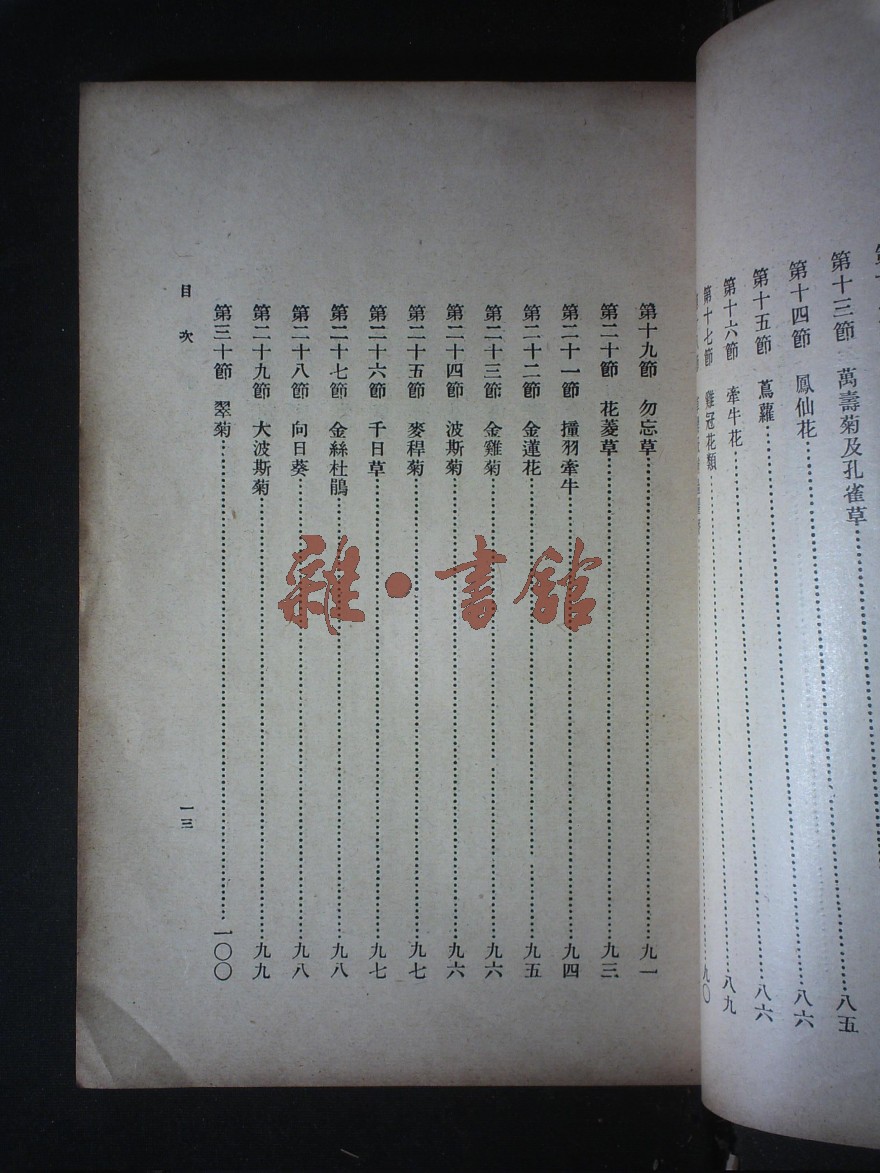 第十三節 萬壽菊及孔雀草……八五
第十四節 鳳仙花……八六
第十五節 蔦蘿……八六
第十六節 牽牛花……八九
第十七節 雞冠花類……九〇
第十九節 勿忘草……九一
第二十節 花菱草……九三
第二十一節 撞羽牽牛……九四
第二十二節 金蓮花……九五
第二十三節 金雞菊……九六
第二十四節 波斯菊……九六
第二十五節 麥稈菊……九七
第二十六節 千日草……九七
第二十七節 金絲杜鵑……九八
第二十八節 向日葵……九八
第二十九節 大波斯菊……九九
第三十節 翠菊……一〇〇
目次
一三
雜·書館